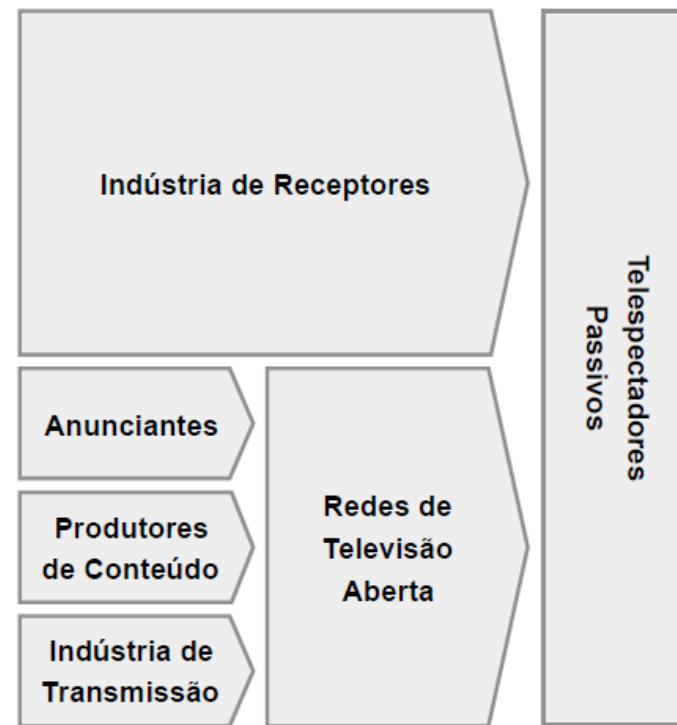 Indústria de Receptores
Telespectadores
Passivos
Anunciantes
Produtores
de Conteúdo
Indústria de
Transmissão
Redes de
Televisão
Aberta